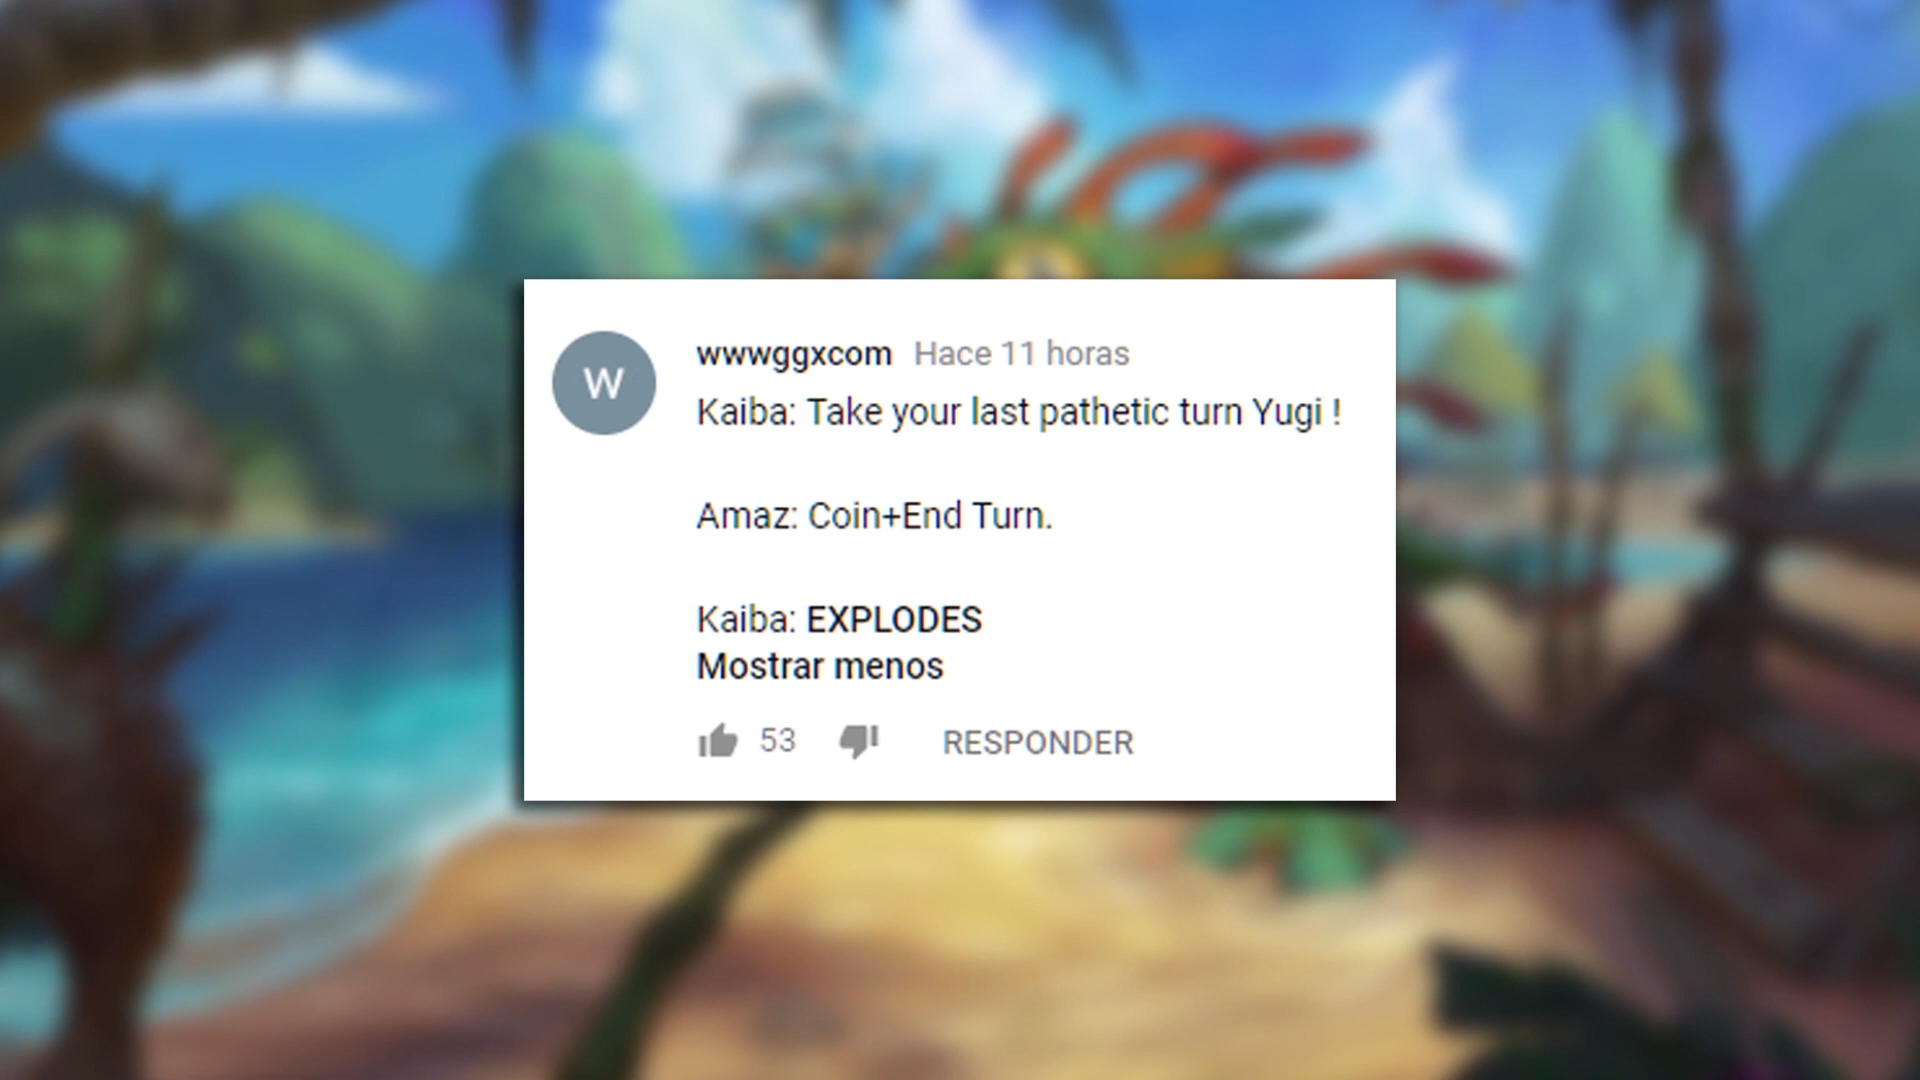 W
wwwggxcom Hace 11 horas
Kaiba: Take your last pathetic turn Yugi !
Amaz: Coin+End Turn.
Kaiba: EXPLODES
Mostrar menos
53 RESPONDER